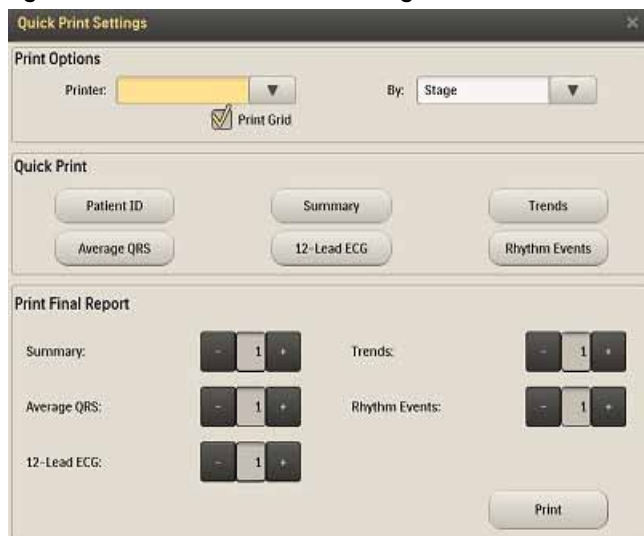 Quick Print Settings
Print Options
Printer: By: Stage
Print Grid
Quick Print
Patient ID Summary Trends
Average QRS 12-Lead ECG Rhythm Events
Print Final Report
Summary: - 1 + Trends: - 1 +
Average QRS: - 1 + Rhythm Events: - 1 +
12-Lead ECG: - 1 +
Print